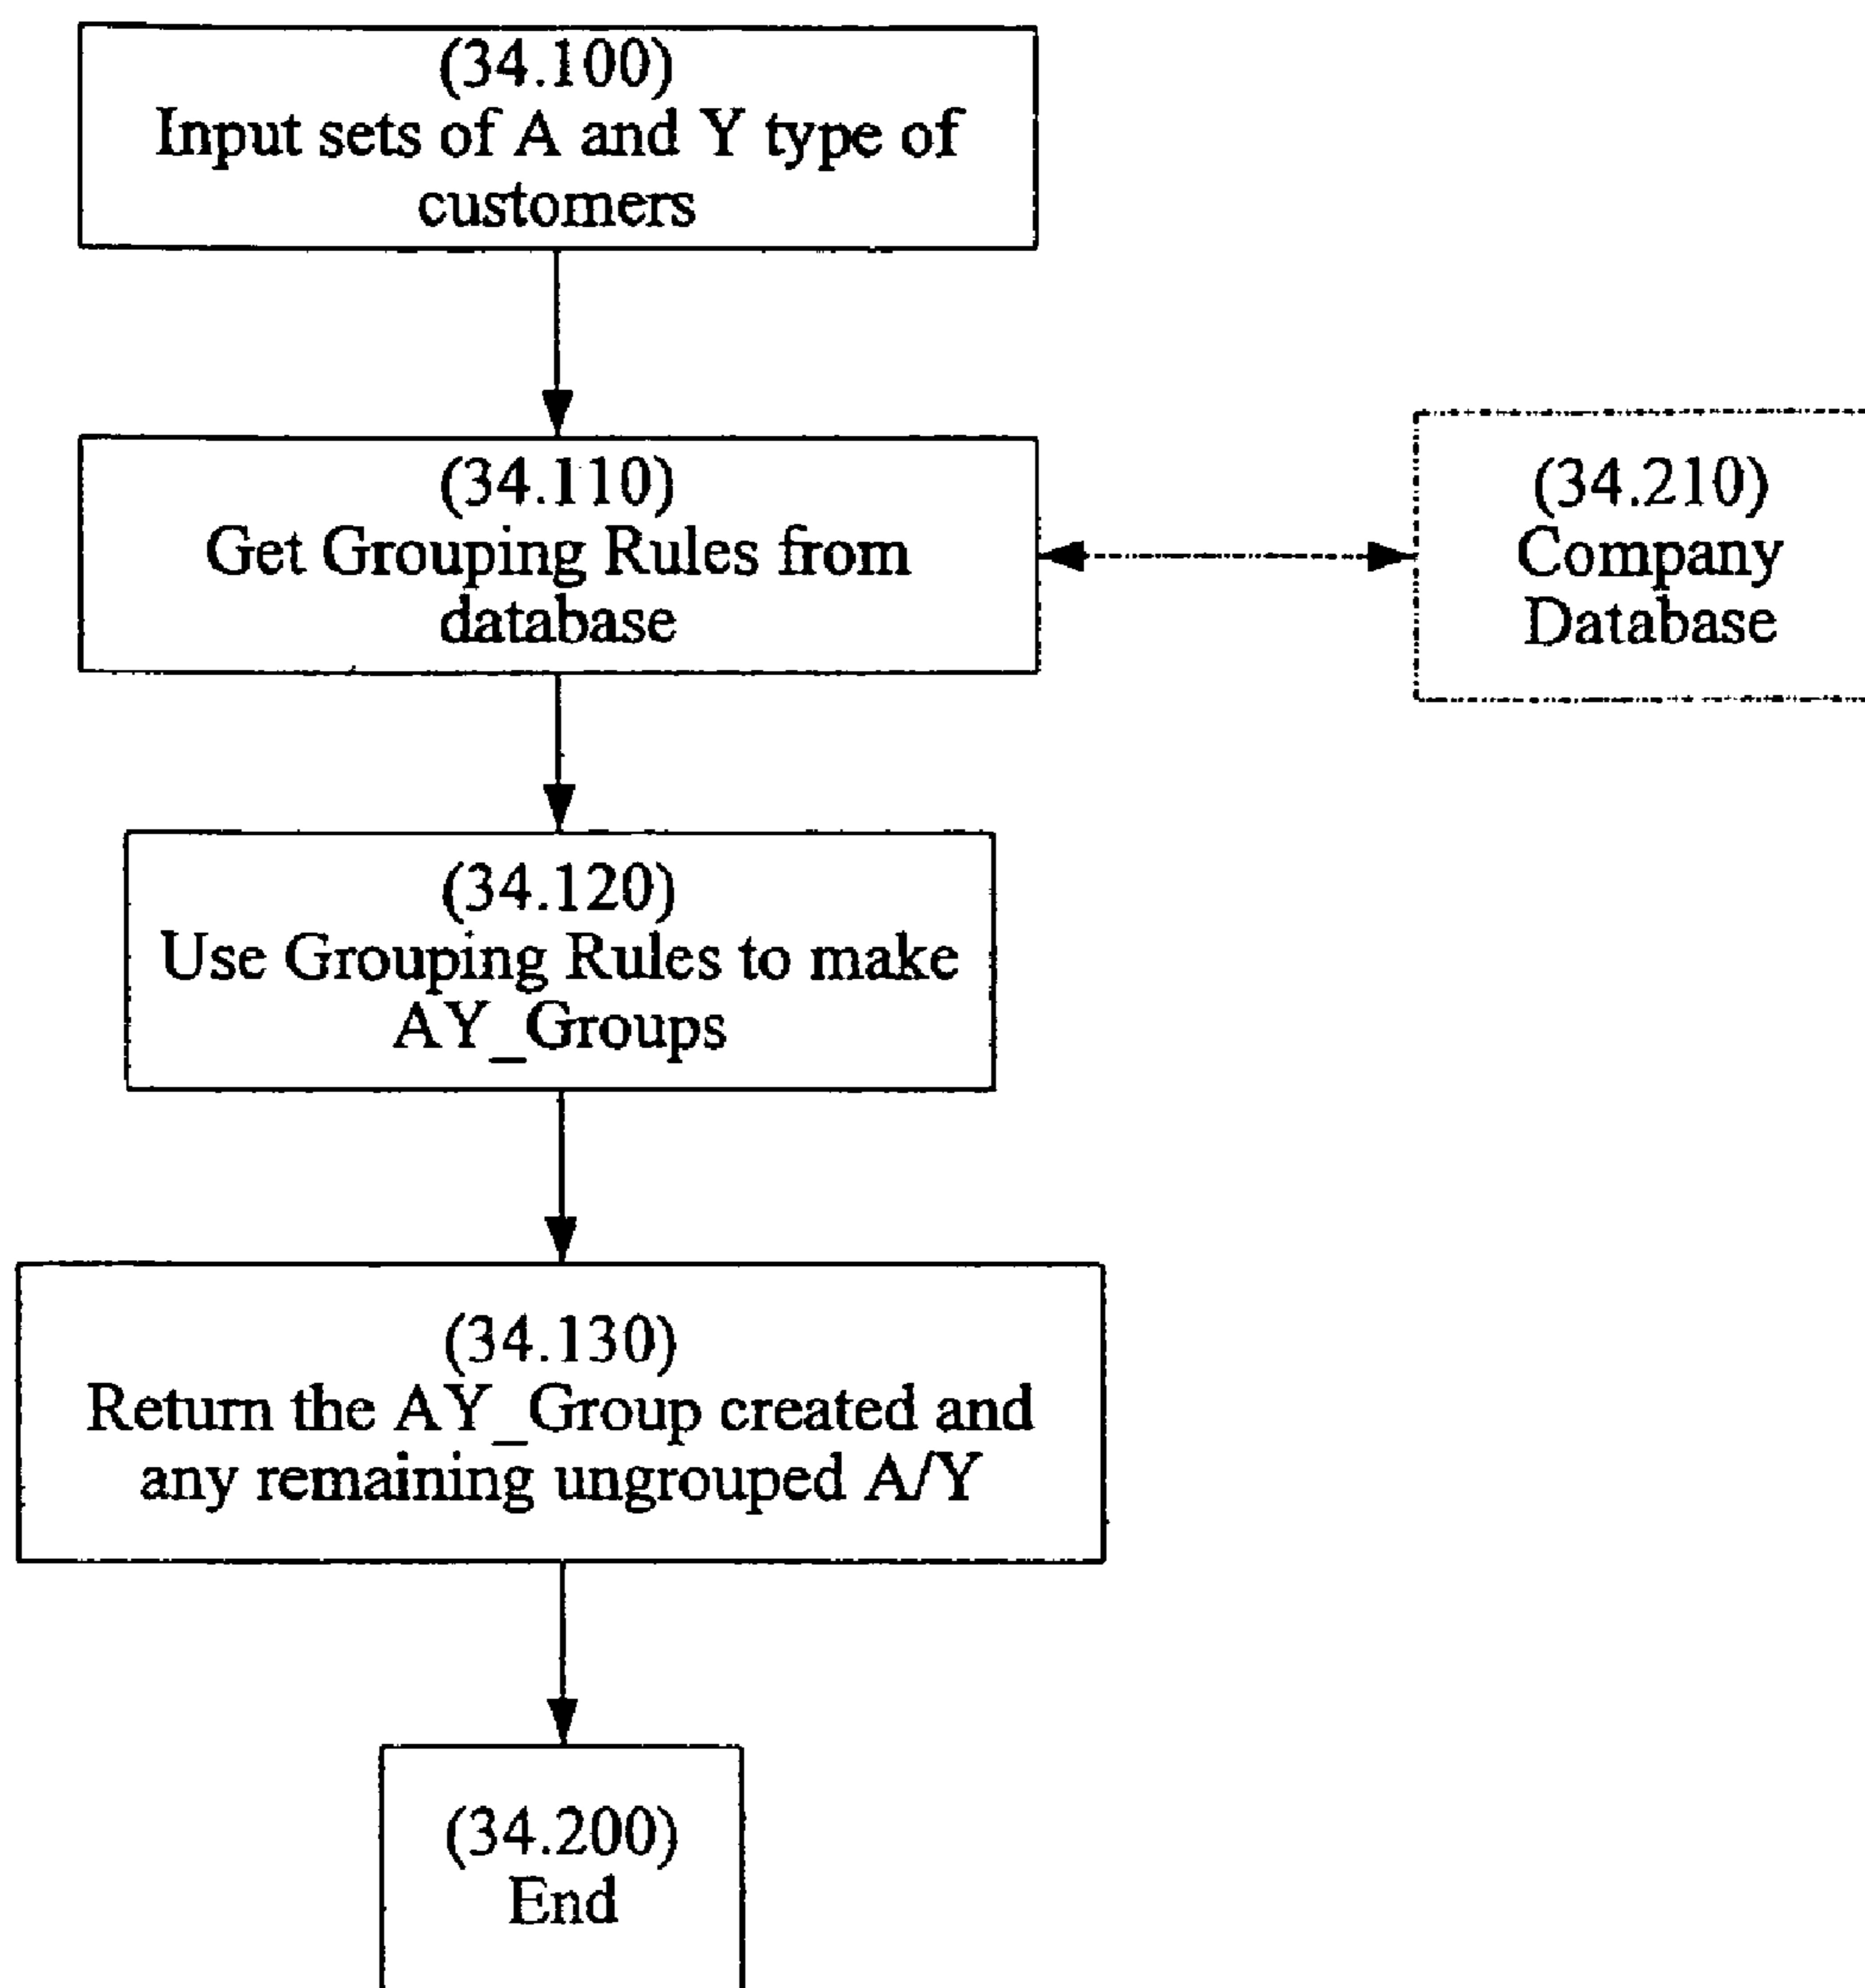 (34.100)
Input sets of A and Y type of
customers
(34.110)
Get Grouping Rules from
database
(34.210)
Company
Database
(34.120)
Use Grouping Rules to make
AY_Groups
(34.130)
Return the AY_Group created and
any remaining ungrouped A/Y
(34.200)
End